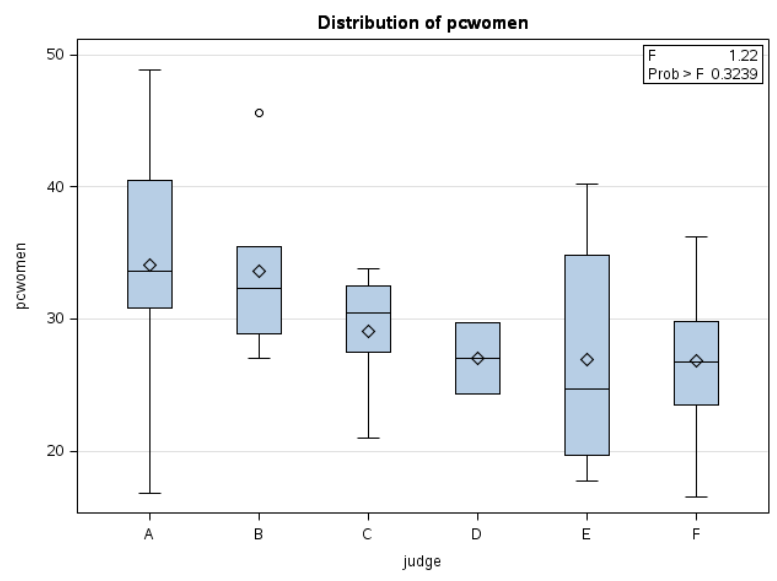 Distribution of pcwomen
50
40
30
20
pcwomen
F 1.22
Prob > F 0.3239
A B C D E F
judge